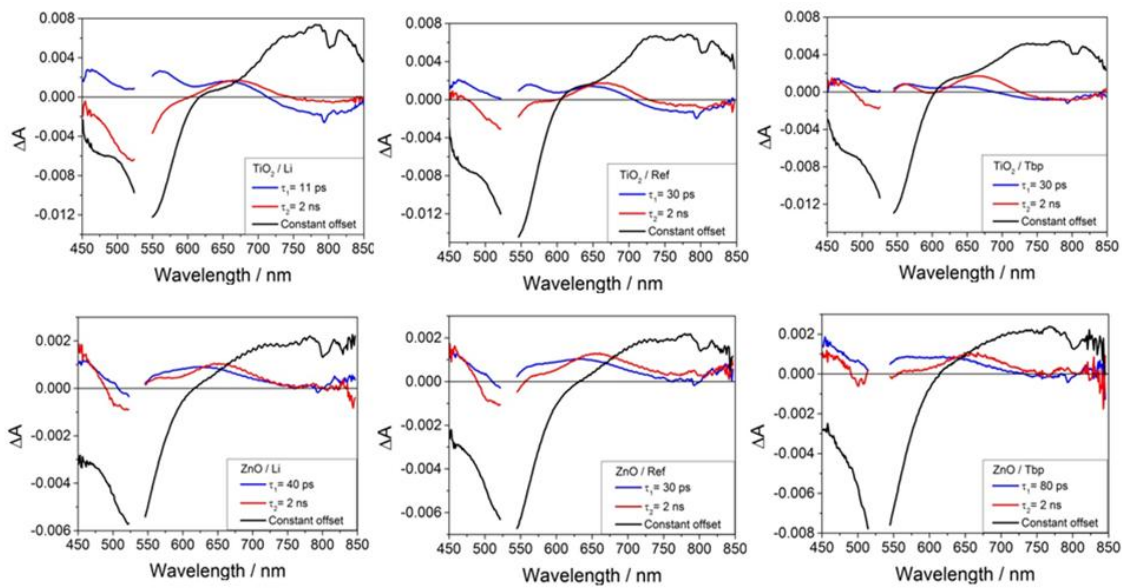 0.008
0.004
0.000
-0.004
-0.008
-0.012
ΔA
TiO2 / Li
τ1= 11 ps
τ2= 2 ns
Constant offset
450 500 550 600 650 700 750 800 850
Wavelength / nm
0.008
0.004
0.000
-0.004
-0.008
-0.012
ΔA
TiO2 / Ref
τ1= 30 ps
τ2= 2 ns
Constant offset
450 500 550 600 650 700 750 800 850
Wavelength / nm
0.008
0.004
0.000
-0.004
-0.008
-0.012
ΔA
TiO2 / Tbp
τ1= 30 ps
τ2= 2 ns
Constant offset
450 500 550 600 650 700 750 800 850
Wavelength / nm
0.002
0.000
-0.002
-0.004
-0.006
ΔA
ZnO / Li
τ1= 40 ps
τ2= 2 ns
Constant offset
450 500 550 600 650 700 750 800 850
Wavelength / nm
0.002
0.000
-0.002
-0.004
-0.006
ΔA
ZnO / Ref
τ1= 30 ps
τ2= 2 ns
Constant offset
450 500 550 600 650 700 750 800 850
Wavelength / nm
0.002
0.000
-0.002
-0.004
-0.006
-0.008
ΔA
ZnO / Tbp
τ1= 80 ps
τ2= 2 ns
Constant offset
450 500 550 600 650 700 750 800 850
Wavelength / nm